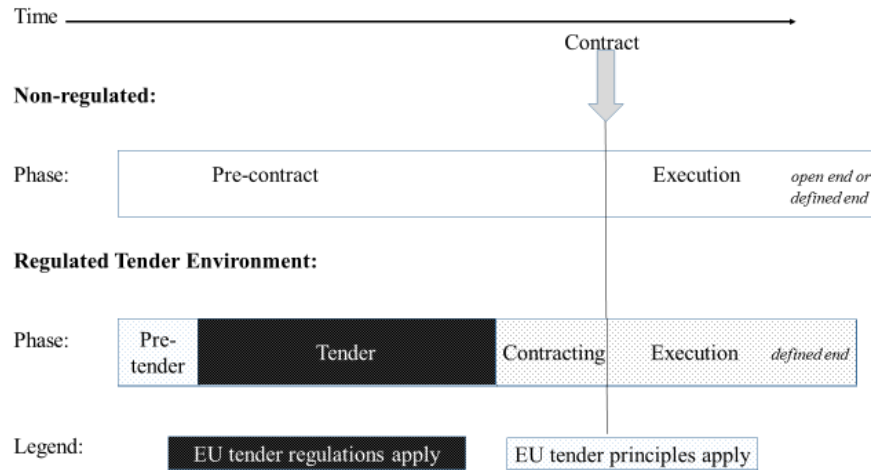 Time
Contract
Non-regulated:
Phase:
Pre-contract
Execution
open end or
defined end
Regulated Tender Environment:
Phase:
Pre-
tender
Tender
Contracting
Execution
defined end
Legend:
EU tender regulations apply
EU tender principles apply